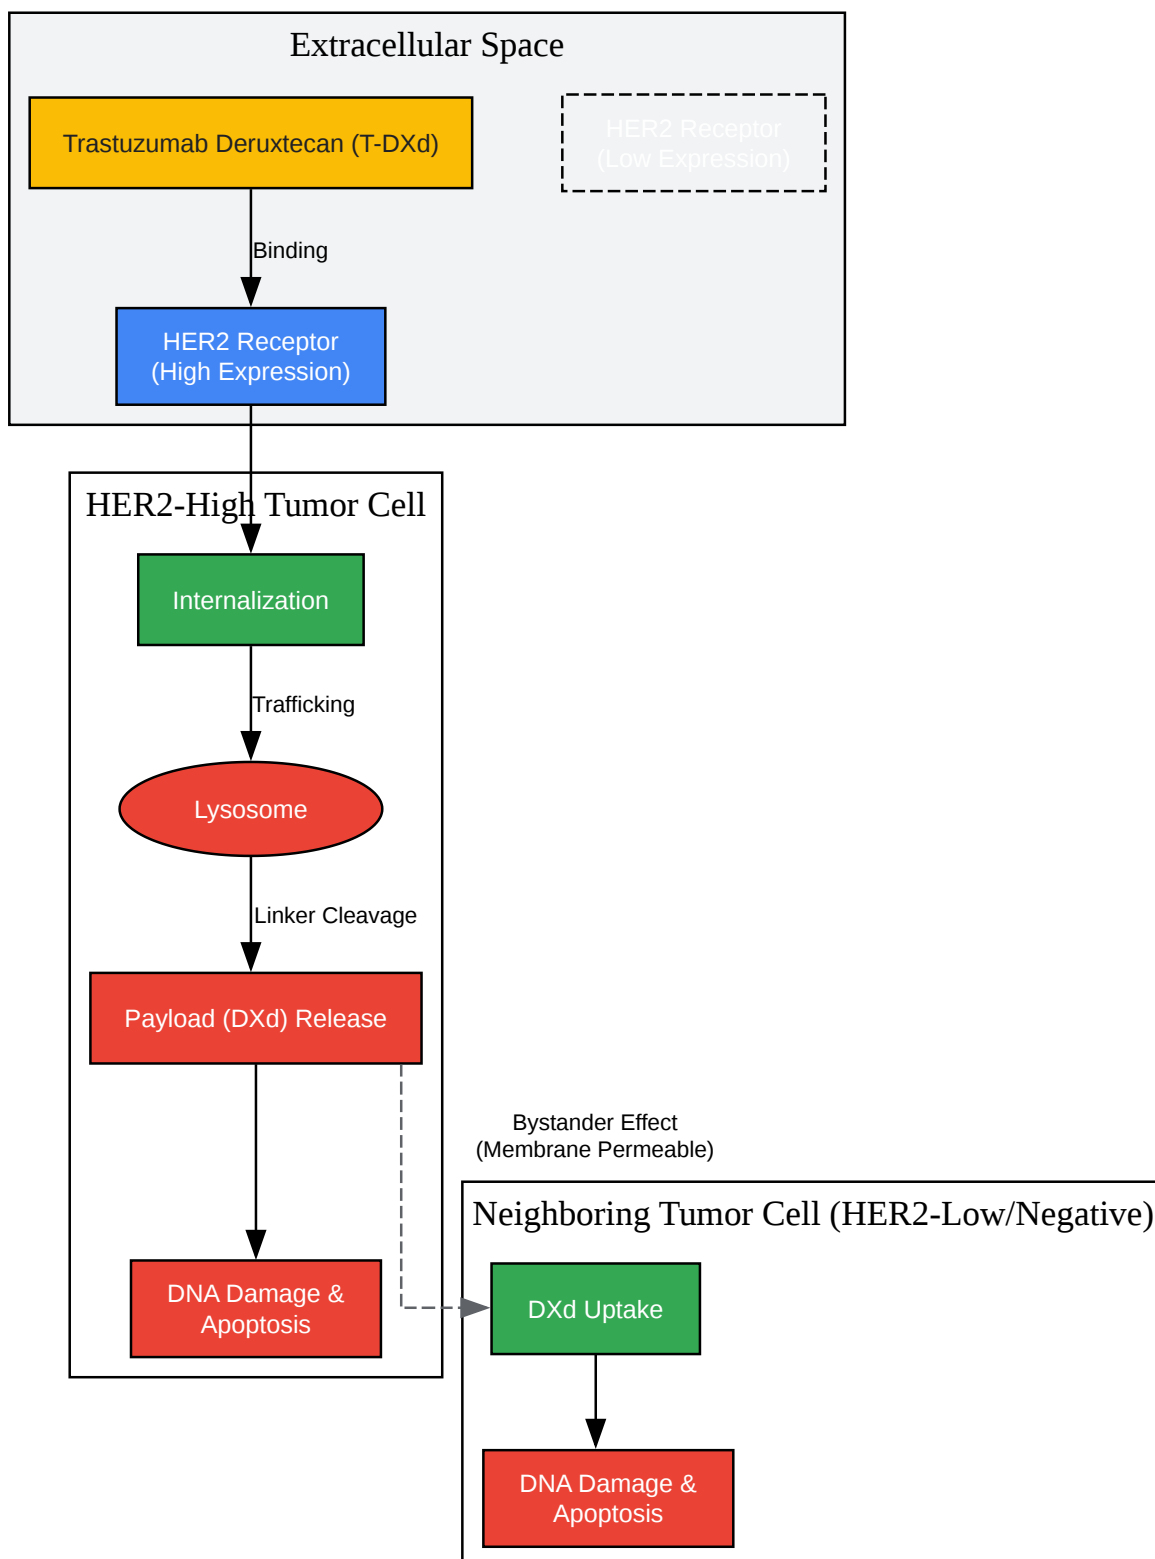 Extracellular Space
Trastuzumab Deruxtecan (T-DXd)
HER2 Receptor
(Low Expression)
Binding
HER2 Receptor
(High Expression)
HER2-High Tumor Cell
Internalization
Trafficking
Lysosome
Linker Cleavage
Payload (DXd) Release
Bystander Effect
(Membrane Permeable)
Neighboring Tumor Cell (HER2-Low/Negative)
DNA Damage &
Apoptosis
DXd Uptake
DNA Damage &
Apoptosis